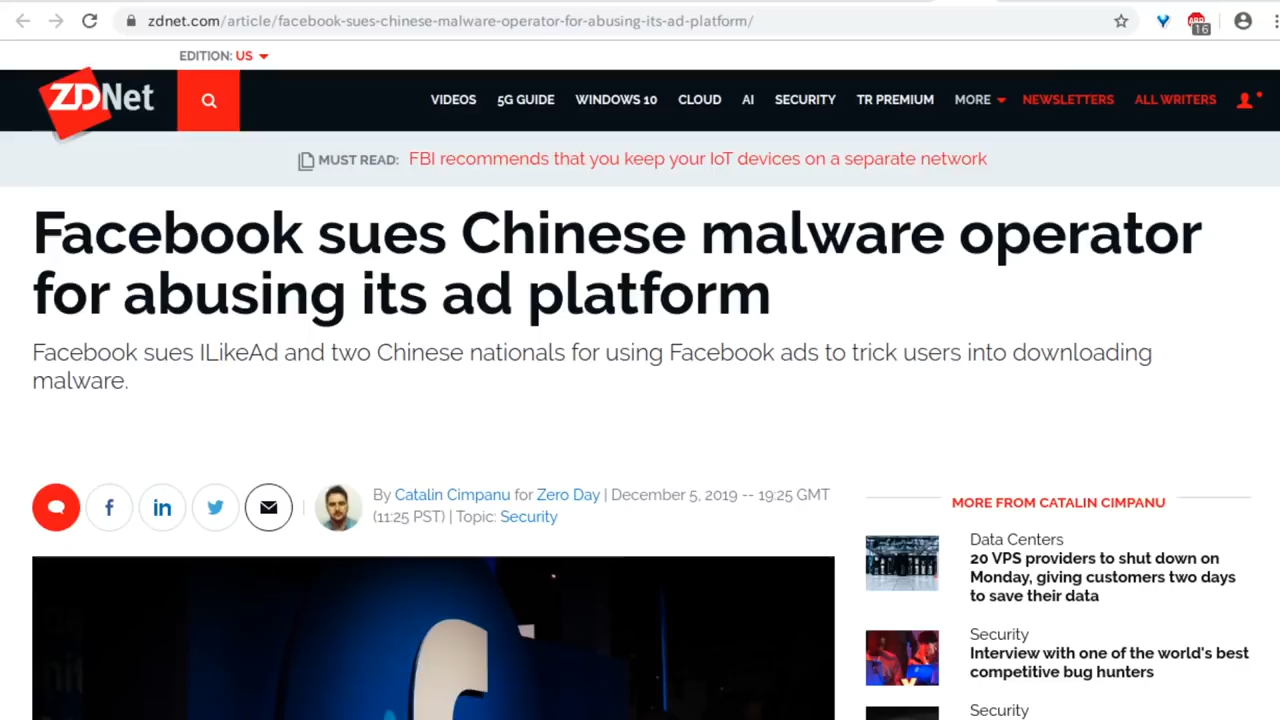 zdnet.com/article/facebook-sues-chinese-malware-operator-for-abusing-its-ad-platform/
16
EDITION: US
ZDNet
VIDEOS 5G GUIDE WINDOWS 10 CLOUD AI SECURITY TR PREMIUM MORE NEWSLETTERS ALL WRITERS
MUST READ: FBI recommends that you keep your IoT devices on a separate network
Facebook sues Chinese malware operator
for abusing its ad platform
Facebook sues ILikeAd and two Chinese nationals for using Facebook ads to trick users into downloading
malware.
By Catalin Cimpanu for Zero Day | December 5, 2019 -- 19:25 GMT
(11:25 PST) | Topic: Security
MORE FROM CATALIN CIMPANU
Data Centers
20 VPS providers to shut down on
Monday, giving customers two days
to save their data
Security
Interview with one of the world's best
competitive bug hunters
Security